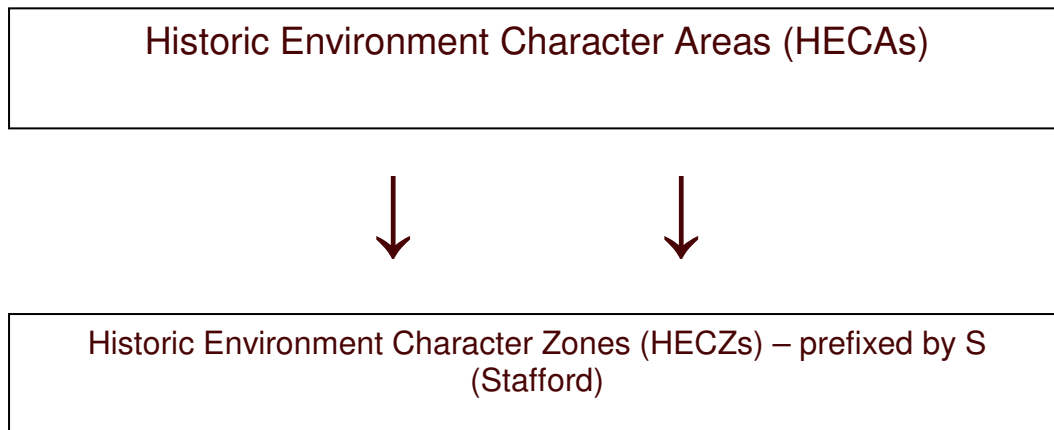 Historic Environment Character Areas (HECAs)
Historic Environment Character Zones (HECZs) – prefixed by S
(Stafford)